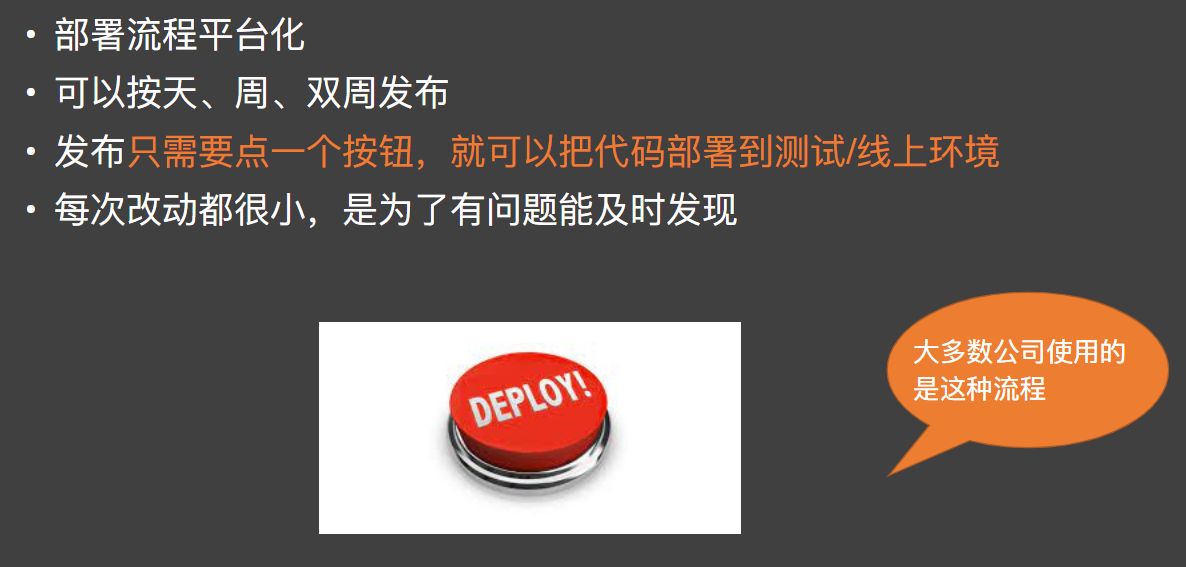 • 部署流程平台化
• 可以按天、周、双周发布
• 发布只需要点一个按钮，就可以把代码部署到测试/线上环境
• 每次改动都很小，是为了有问题能及时发现
DEPLOY!
大多数公司使用的
是这种流程